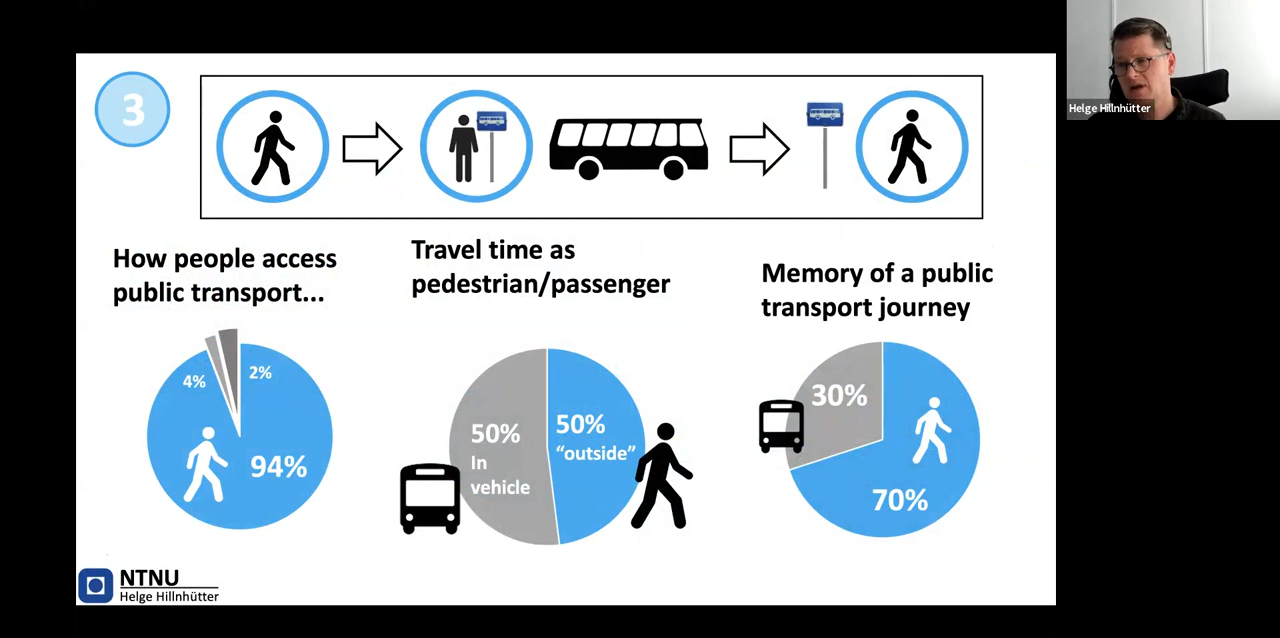 3
Helge Hillnhütter
How people access
public transport...
4%
2%
94%
Travel time as
pedestrian/passenger
50%
In
vehicle
50%
“outside”
Memory of a public
transport journey
30%
70%
NTNU
Helge Hillnhütter